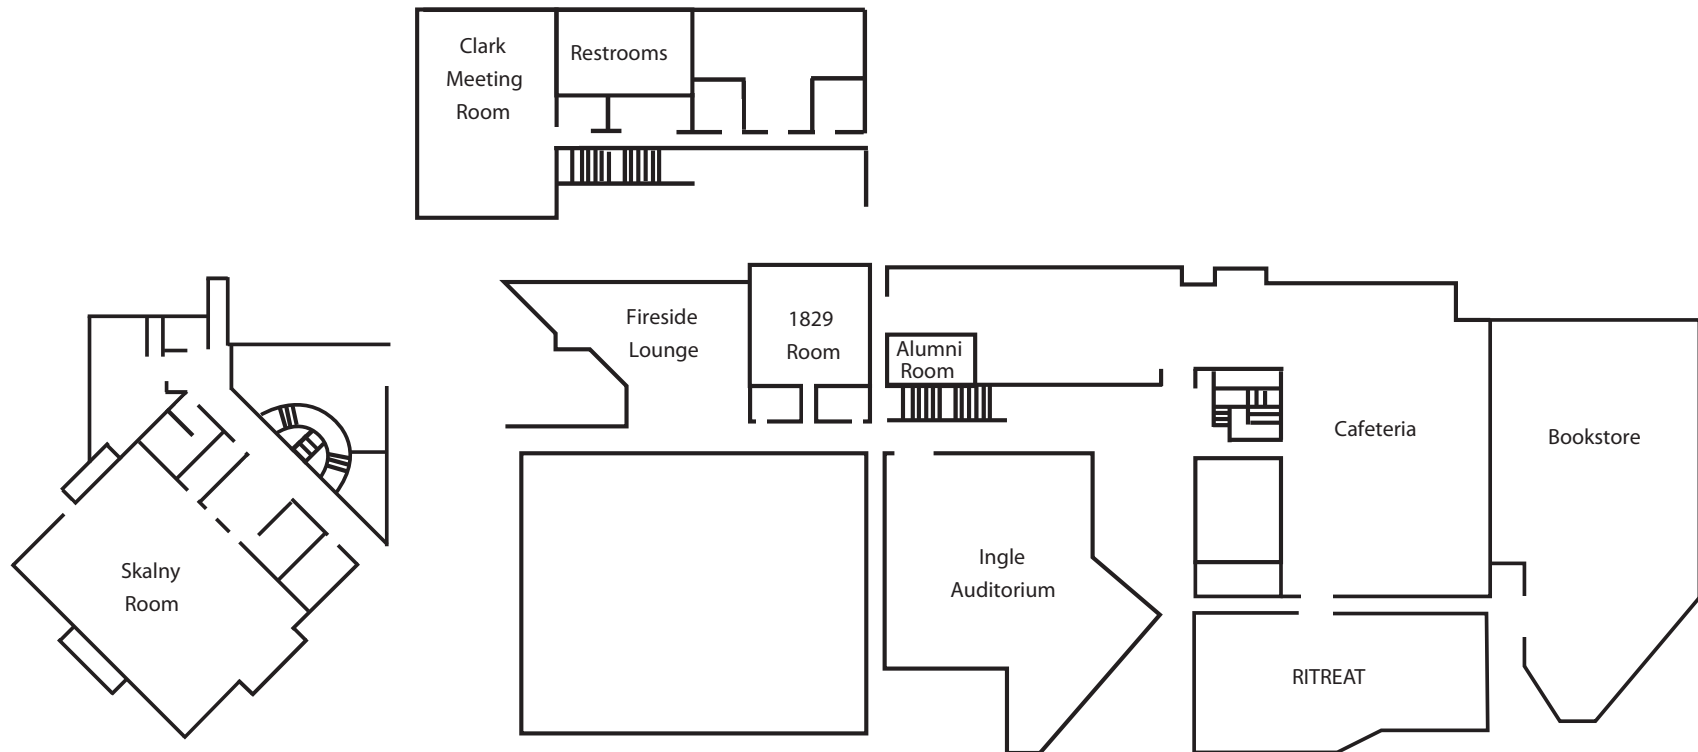 Clark
Meeting
Room
Restrooms
Fireside
Lounge
1829
Room
Alumni
Room
Cafeteria
Bookstore
Skalny
Room
Ingle
Auditorium
RITREAT